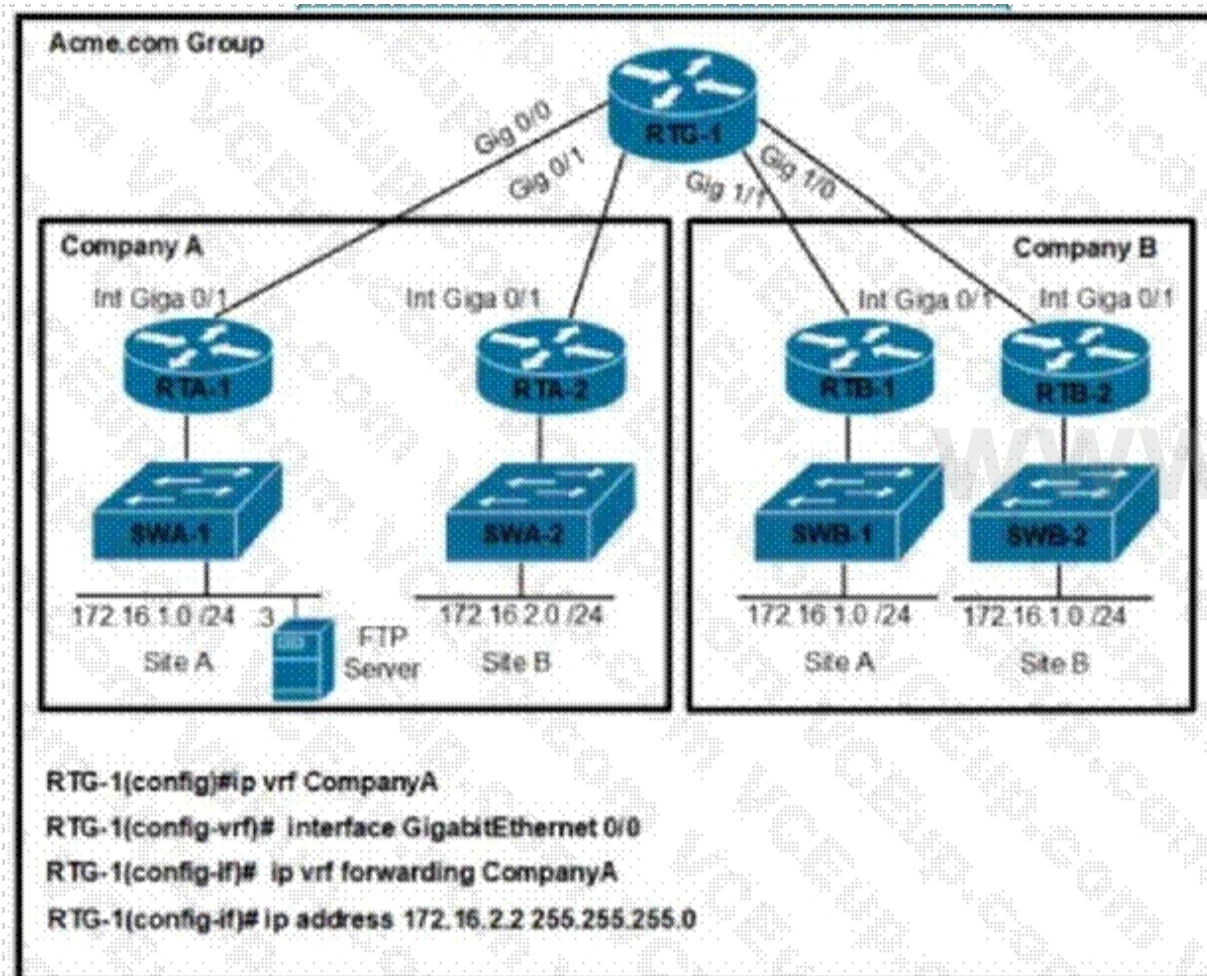 Acme.com Group
RTG-1
Gig 0/0
Gig 0/1
Gig 1/1
Gig 1/0
Company A
Company B
Int Giga 0/1
Int Giga 0/1
Int Giga 0/1
Int Giga 0/1
RTA-1
RTA-2
RTB-1
RTB-2
www
SWA-1
SWA-2
SWB-1
SWB-2
172.16.1.0 /24
.3
172.16.2.0 /24
172.16.1.0 /24
172.16.1.0 /24
FTP
Server
Site A
Site B
Site A
Site B
RTG-1(config)#ip vrf CompanyA
RTG-1(config-vrf)# interface GigabitEthernet 0/0
RTG-1(config-if)# ip vrf forwarding CompanyA
RTG-1(config-if)# ip address 172.16.2.2 255.255.255.0